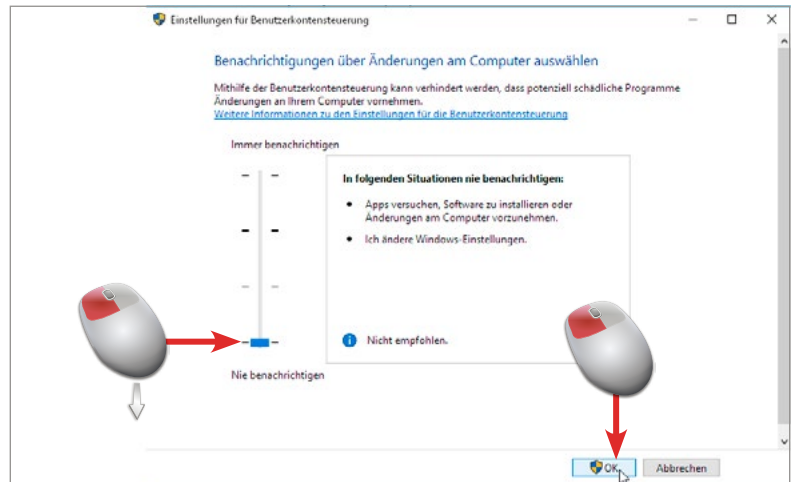 Einstellungen für Benutzerkontensteuerung
Benachrichtigungen über Änderungen am Computer auswählen
Mithilfe der Benutzerkontensteuerung kann verhindert werden, dass potenziell schädliche Programme
Änderungen an Ihrem Computer vornehmen.
Weitere Informationen zu den Einstellungen für die Benutzerkontensteuerung
Immer benachrichtigen
In folgenden Situationen nie benachrichtigen:
• Apps versuchen, Software zu installieren oder
Änderungen am Computer vorzunehmen.
• Ich ändere Windows-Einstellungen.
Nicht empfohlen.
Nie benachrichtigen
OK
Abbrechen